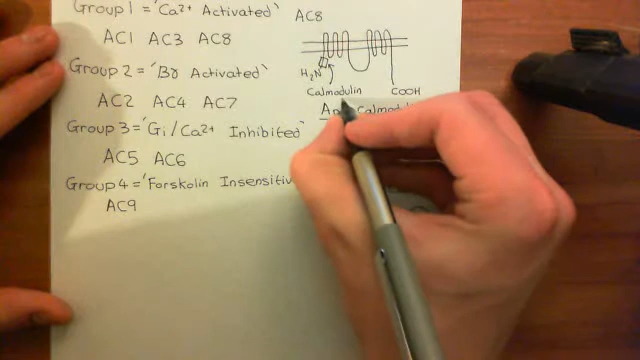 Group 1 = 'Ca²⁺ Activated'
AC1 AC3 AC8
Group 2 = 'Bγ Activated'
AC2 AC4 AC7
Group 3 = 'Gi/Ca²⁺ Inhibited'
AC5 AC6
Group 4 = 'Forskolin Insensitiv
AC9
AC8
H₂N
Calmodulin
COOH